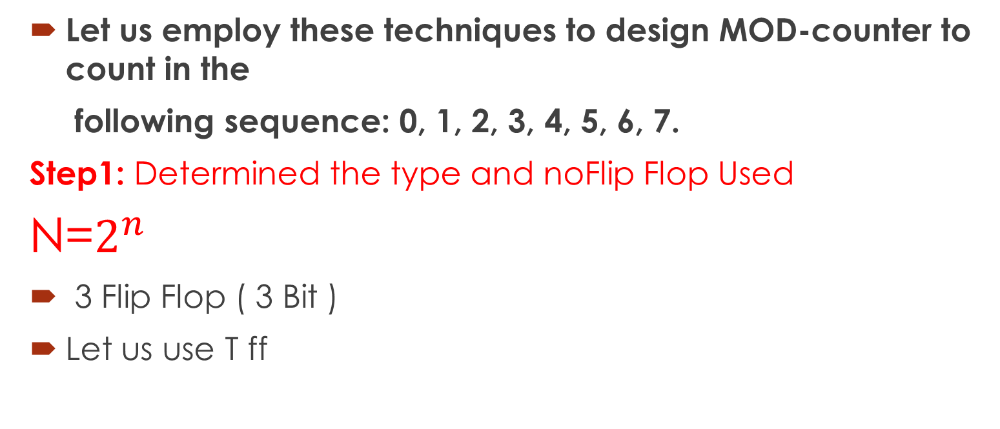 Let us employ these techniques to design MOD-counter to
count in the
following sequence: 0, 1, 2, 3, 4, 5, 6, 7.
Step1: Determined the type and noFlip Flop Used
N=2ⁿ
3 Flip Flop ( 3 Bit )
Let us use T ff